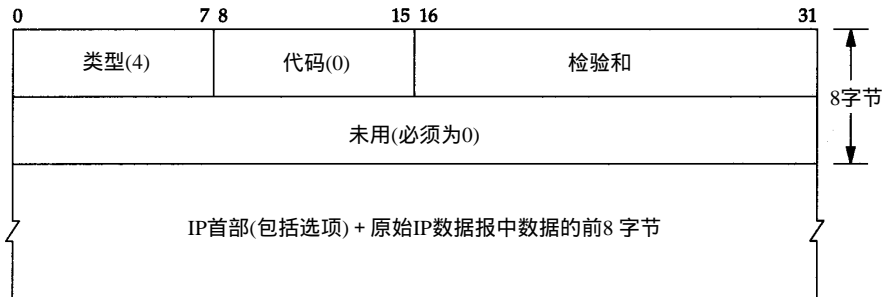 0 7 8 15 16 31
类型(4) 代码(0) 检验和
8字节
未用(必须为0)
IP首部(包括选项) + 原始IP数据报中数据的前8 字节